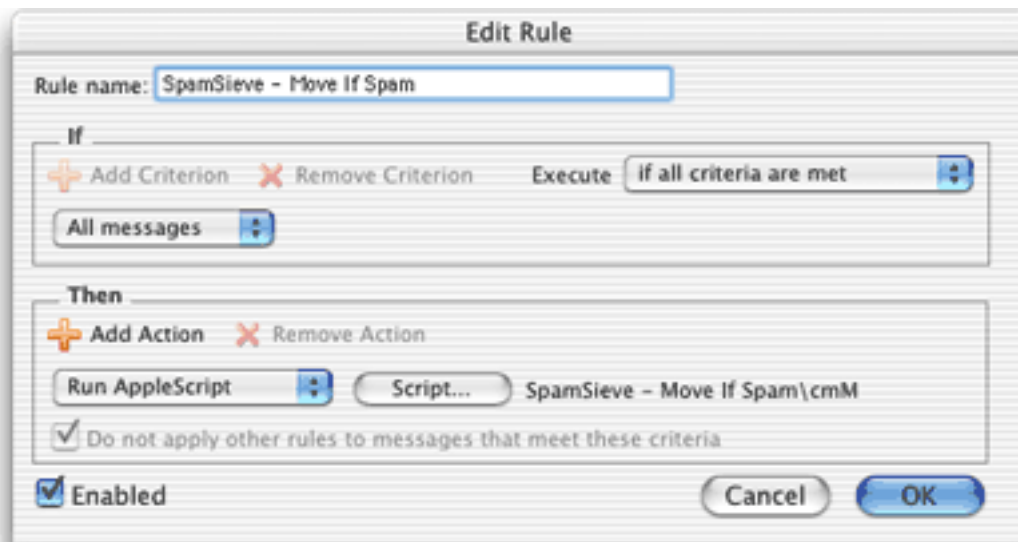 Edit Rule
Rule name: SpamSieve - Move If Spam
If
Add Criterion Remove Criterion Execute if all criteria are met
All messages
Then
Add Action Remove Action
Run AppleScript Script... SpamSieve - Move If Spam\cmM
Do not apply other rules to messages that meet these criteria
Enabled Cancel OK